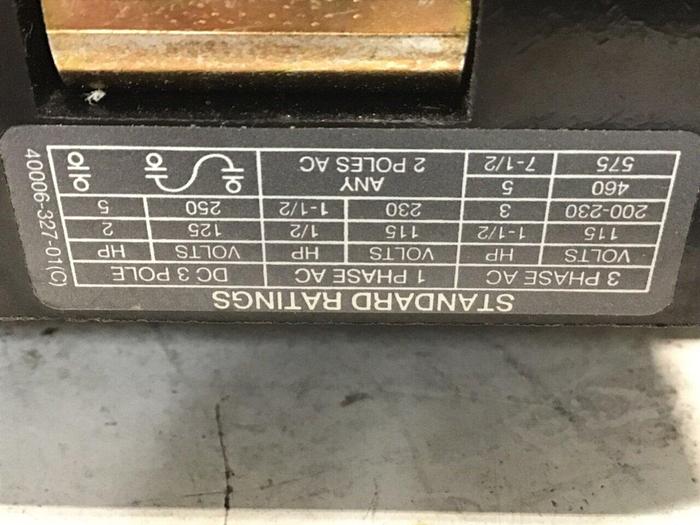 STANDARD RATINGS
3 PHASE AC 1 PHASE AC DC 3 POLE
VOLTS HP VOLTS HP VOLTS HP
115 1-1/2 115 1/2 125 2
200-230 3 230 1-1/2 250 5
460 5 ANY
575 7-1/2 2 POLES AC
40006-327-01(C)